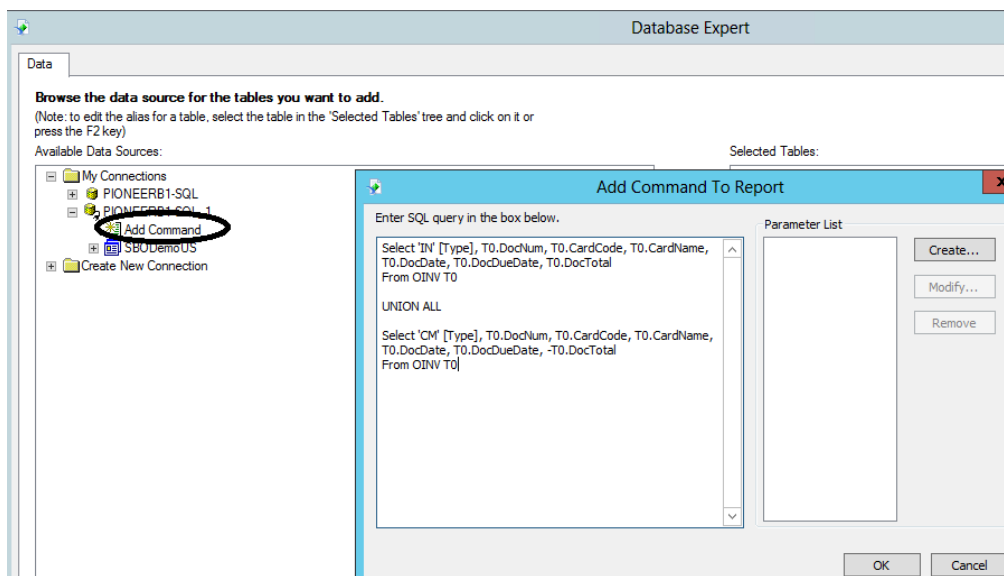 Database Expert
Data
Browse the data source for the tables you want to add.
(Note: to edit the alias for a table, select the table in the 'Selected Tables' tree and click on it or
press the F2 key)
Available Data Sources:
Selected Tables:
My Connections
PIONEERB1-SQL
PIONEERB1-SQL_1
Add Command
SBODemoUS
Create New Connection
Add Command To Report
x
Enter SQL query in the box below.
Parameter List
Select 'IN' [Type], T0.DocNum, T0.CardCode, T0.CardName,
T0.DocDate, T0.DocDueDate, T0.DocTotal
From OINV T0
UNION ALL
Select 'CM' [Type], T0.DocNum, T0.CardCode, T0.CardName,
T0.DocDate, T0.DocDueDate, -T0.DocTotal
From OINV T0
Create...
Modify...
Remove
OK
Cancel